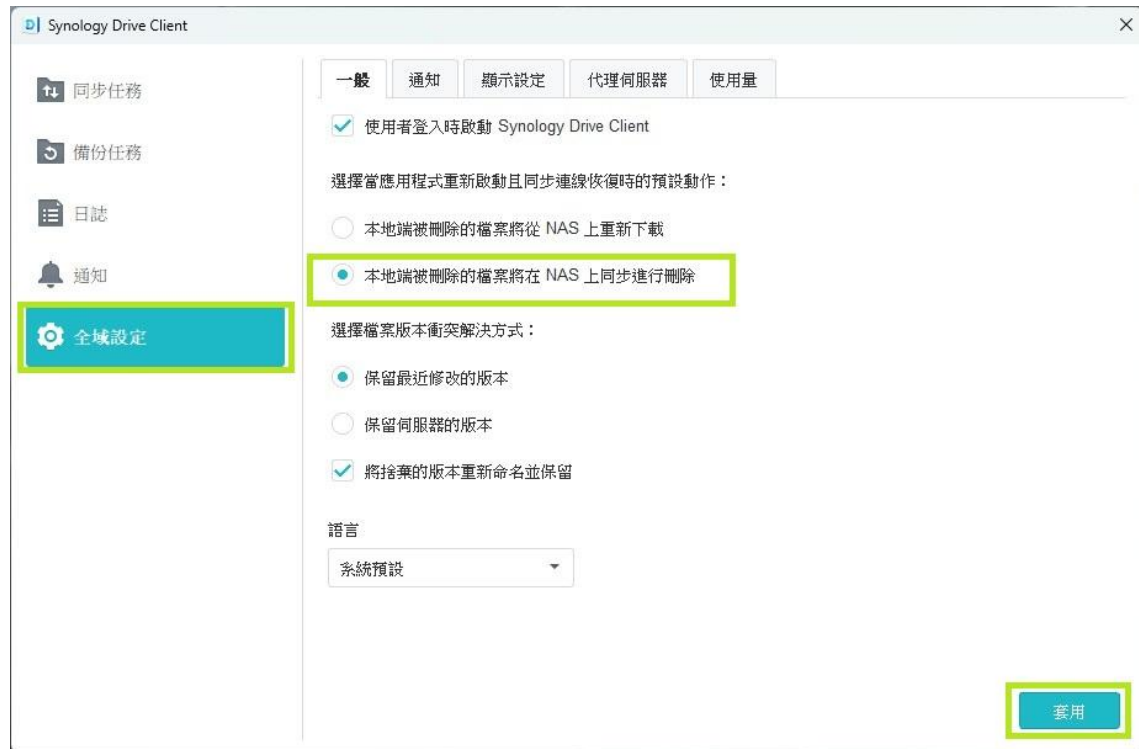 Synology Drive Client
同步任務
備份任務
日誌
通知
全域設定
一般 通知 顯示設定 代理伺服器 使用量
使用者登入時啟動 Synology Drive Client
選擇當應用程式重新啟動且同步連線恢復時的預設動作：
本地端被刪除的檔案將從 NAS 上重新下載
本地端被刪除的檔案將在 NAS 上同步進行刪除
選擇檔案版本衝突解決方式：
保留最近修改的版本
保留伺服器的版本
將捨棄的版本重新命名並保留
語言
系統預設
套用